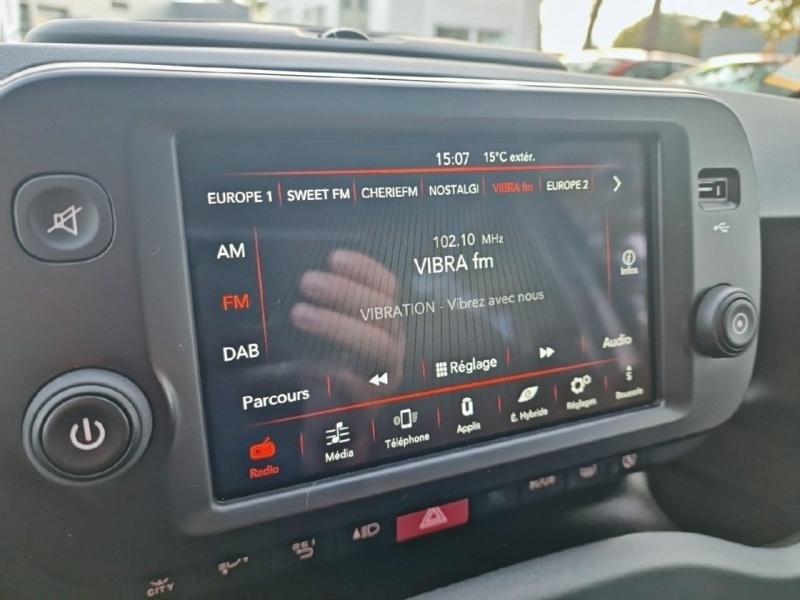 15:07 15°C extér.
EUROPE 1 SWEET FM CHERIEFM NOSTALGI VIBRA fm EUROPE 2
AM
102.10 MHz
VIBRA fm
Infos
FM
VIBRATION - Vibrez avec nous
DAB
Réglage
Audio
Parcours
Radio
Média
Téléphone
Applis
É. Hybride
Réglages
Boussole
CITY